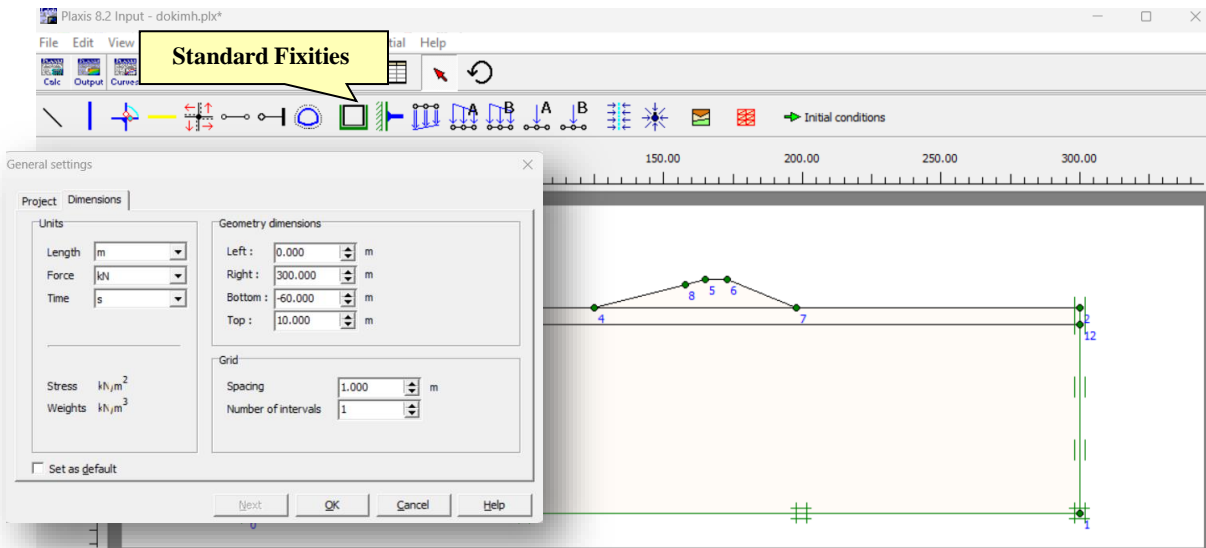 Plaxis 8.2 Input - dokimh.plx*
File Edit View
tial Help
Standard Fixities
Calc Output Curves
A B A B
Initial conditions
150.00 200.00 250.00 300.00
General settings
Project Dimensions
Units
Length m
Force kN
Time s
Stress kN/m2
Weights kN/m3
Geometry dimensions
Left : 0.000 m
Right : 300.000 m
Bottom : -60.000 m
Top : 10.000 m
Grid
Spacing 1.000 m
Number of intervals 1
Set as default
Next OK Cancel Help
8 5 6
4 7 2
12
0 1